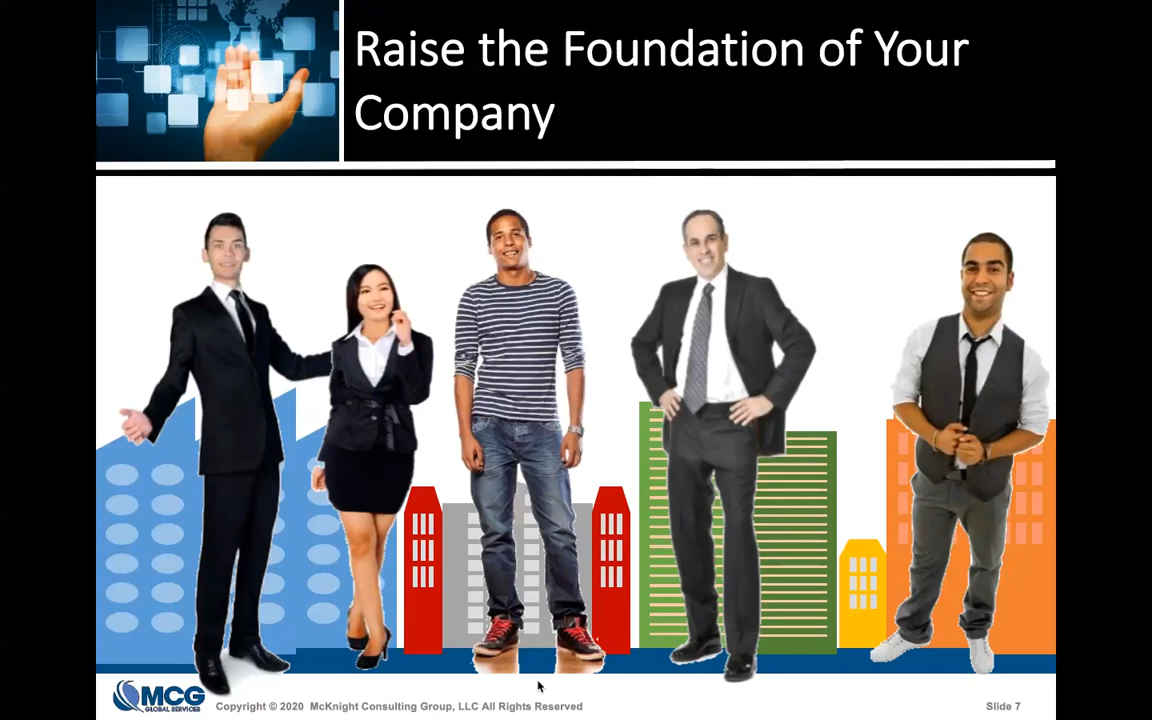 Raise the Foundation of Your
Company
MCG
GLOBAL SERVICES
Copyright © 2020 McKnight Consulting Group, LLC All Rights Reserved
Slide 7